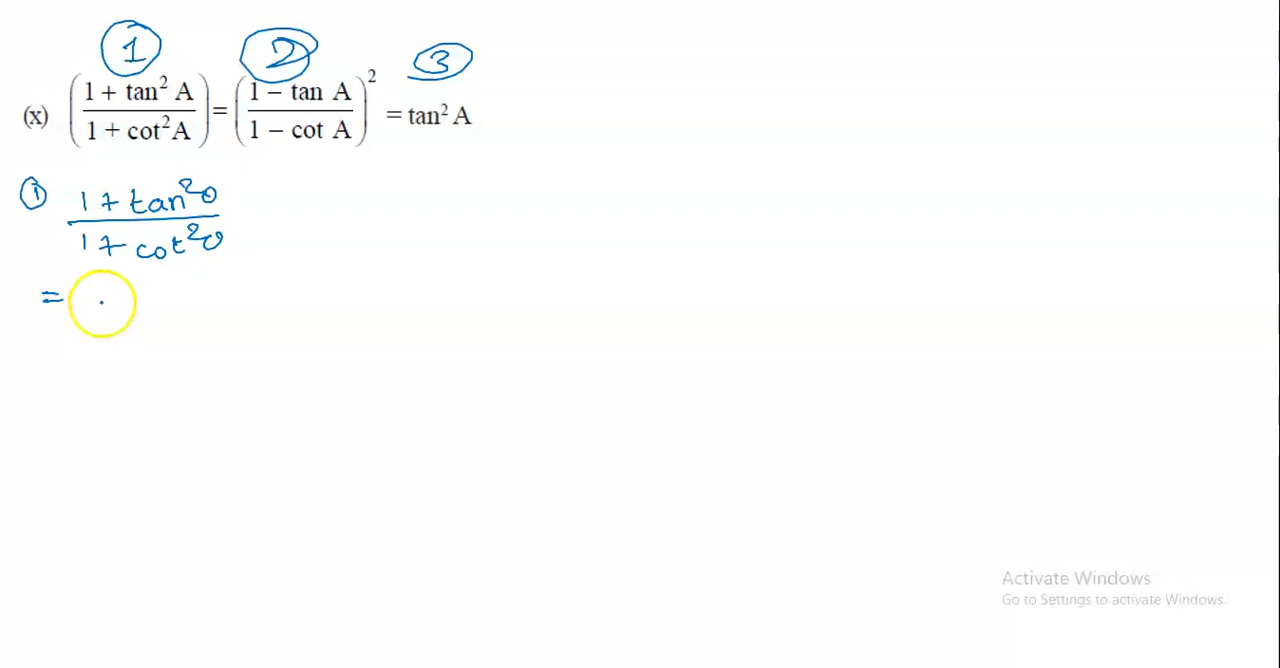 ① ② ③
(x) ((1 + tan² A)/(1 + cot² A)) = ((1 − tan A)/(1 − cot A))² = tan² A
① (1 + tan²θ)/(1 + cot²θ)
=
Activate Windows
Go to Settings to activate Windows.